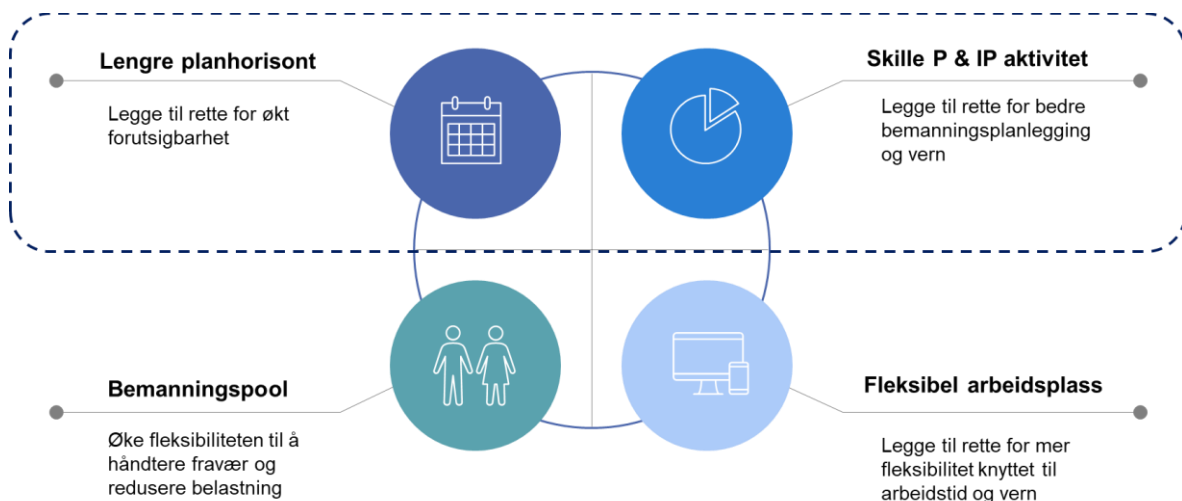 Lengre planhorisont
Legge til rette for økt
forutsigbarhet
Skille P & IP aktivitet
Legge til rette for bedre
bemanningsplanlegging
og vern
Bemanningspool
Øke fleksibiliteten til å
håndtere fravær og
redusere belastning
Fleksibel arbeidsplass
Legge til rette for mer
fleksibilitet knyttet til
arbeidstid og vern